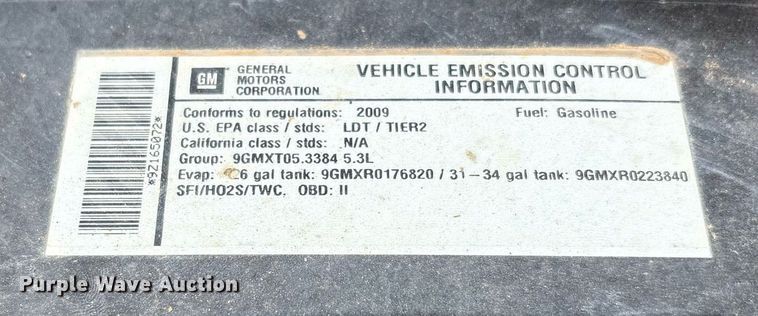 GM
GENERAL
MOTORS
CORPORATION
VEHICLE EMISSION CONTROL
INFORMATION
Conforms to regulations: 2009 Fuel: Gasoline
U.S. EPA class / stds: LDT / TIER2
California class / stds: N/A
Group: 9GMXT05.3384 5.3L
Evap: 6 gal tank: 9GMXR0176820 / 31-34 gal tank: 9GMXR0223840
SFI/HO2S/TWC, OBD: II
*9Z165072*
Purple Wave Auction